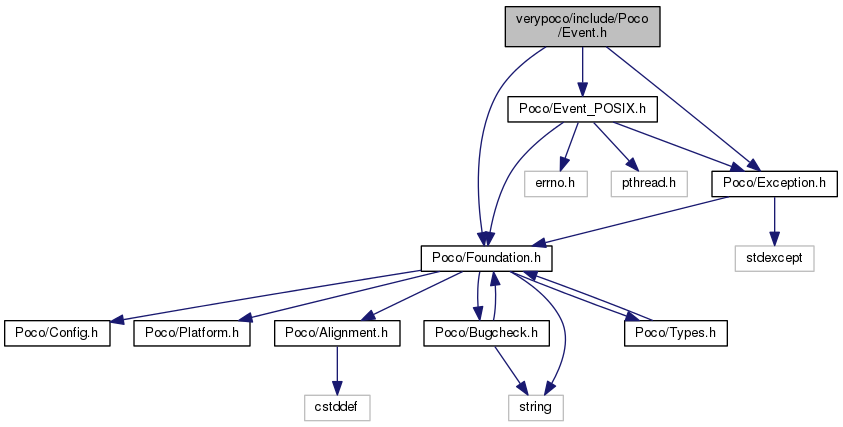 verypoco/include/Poco
/Event.h
Poco/Event_POSIX.h
errno.h
pthread.h
Poco/Exception.h
Poco/Foundation.h
stdexcept
Poco/Config.h
Poco/Platform.h
Poco/Alignment.h
Poco/Bugcheck.h
Poco/Types.h
cstddef
string